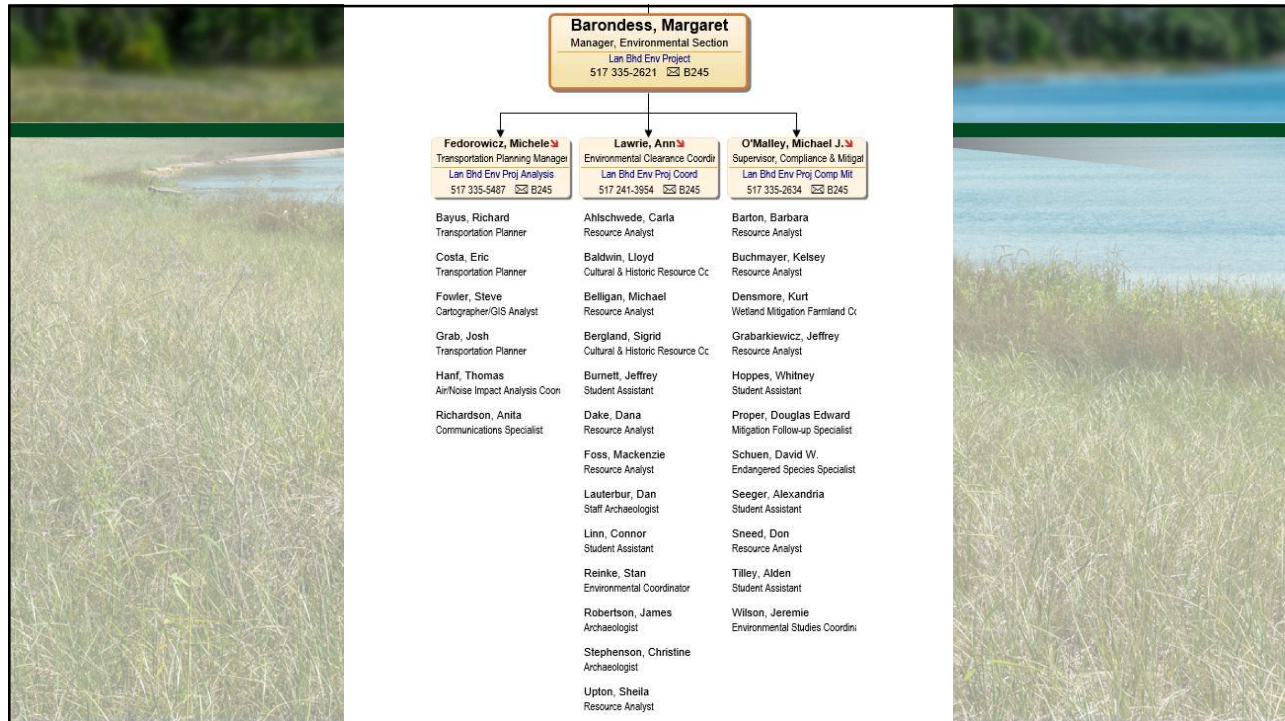 Barondess, Margaret
Manager, Environmental Section
Lan Bhd Env Project
517 335-2621 B245
Fedorowicz, Michele
Transportation Planning Manager
Lan Bhd Env Proj Analysis
517 335-5487 B245
Bayus, Richard
Transportation Planner
Costa, Eric
Transportation Planner
Fowler, Steve
Cartographer/GIS Analyst
Grab, Josh
Transportation Planner
Hanf, Thomas
Air/Noise Impact Analysis Coor
Richardson, Anita
Communications Specialist
Lawrie, Ann
Environmental Clearance Coordin
Lan Bhd Env Proj Coord
517 241-3954 B245
Ahlschwede, Carla
Resource Analyst
Baldwin, Lloyd
Cultural & Historic Resource Cc
Belligan, Michael
Resource Analyst
Bergland, Sigrid
Cultural & Historic Resource Cc
Burnett, Jeffrey
Student Assistant
Dake, Dana
Resource Analyst
Foss, Mackenzie
Resource Analyst
Lauterbur, Dan
Staff Archaeologist
Linn, Connor
Student Assistant
Reinke, Stan
Environmental Coordinator
Robertson, James
Archaeologist
Stephenson, Christine
Archaeologist
Upton, Sheila
Resource Analyst
O'Malley, Michael J.
Supervisor, Compliance & Mitigat
Lan Bhd Env Proj Comp Mit
517 335-2634 B245
Barton, Barbara
Resource Analyst
Buchmayer, Kelsey
Resource Analyst
Densmore, Kurt
Wetland Mitigation Farmland Cc
Grabarkiewicz, Jeffrey
Resource Analyst
Hoppes, Whitney
Student Assistant
Proper, Douglas Edward
Mitigation Follow-up Specialist
Schuen, David W.
Endangered Species Specialist
Seeger, Alexandria
Student Assistant
Sneed, Don
Resource Analyst
Tilley, Alden
Student Assistant
Wilson, Jeremie
Environmental Studies Coordina